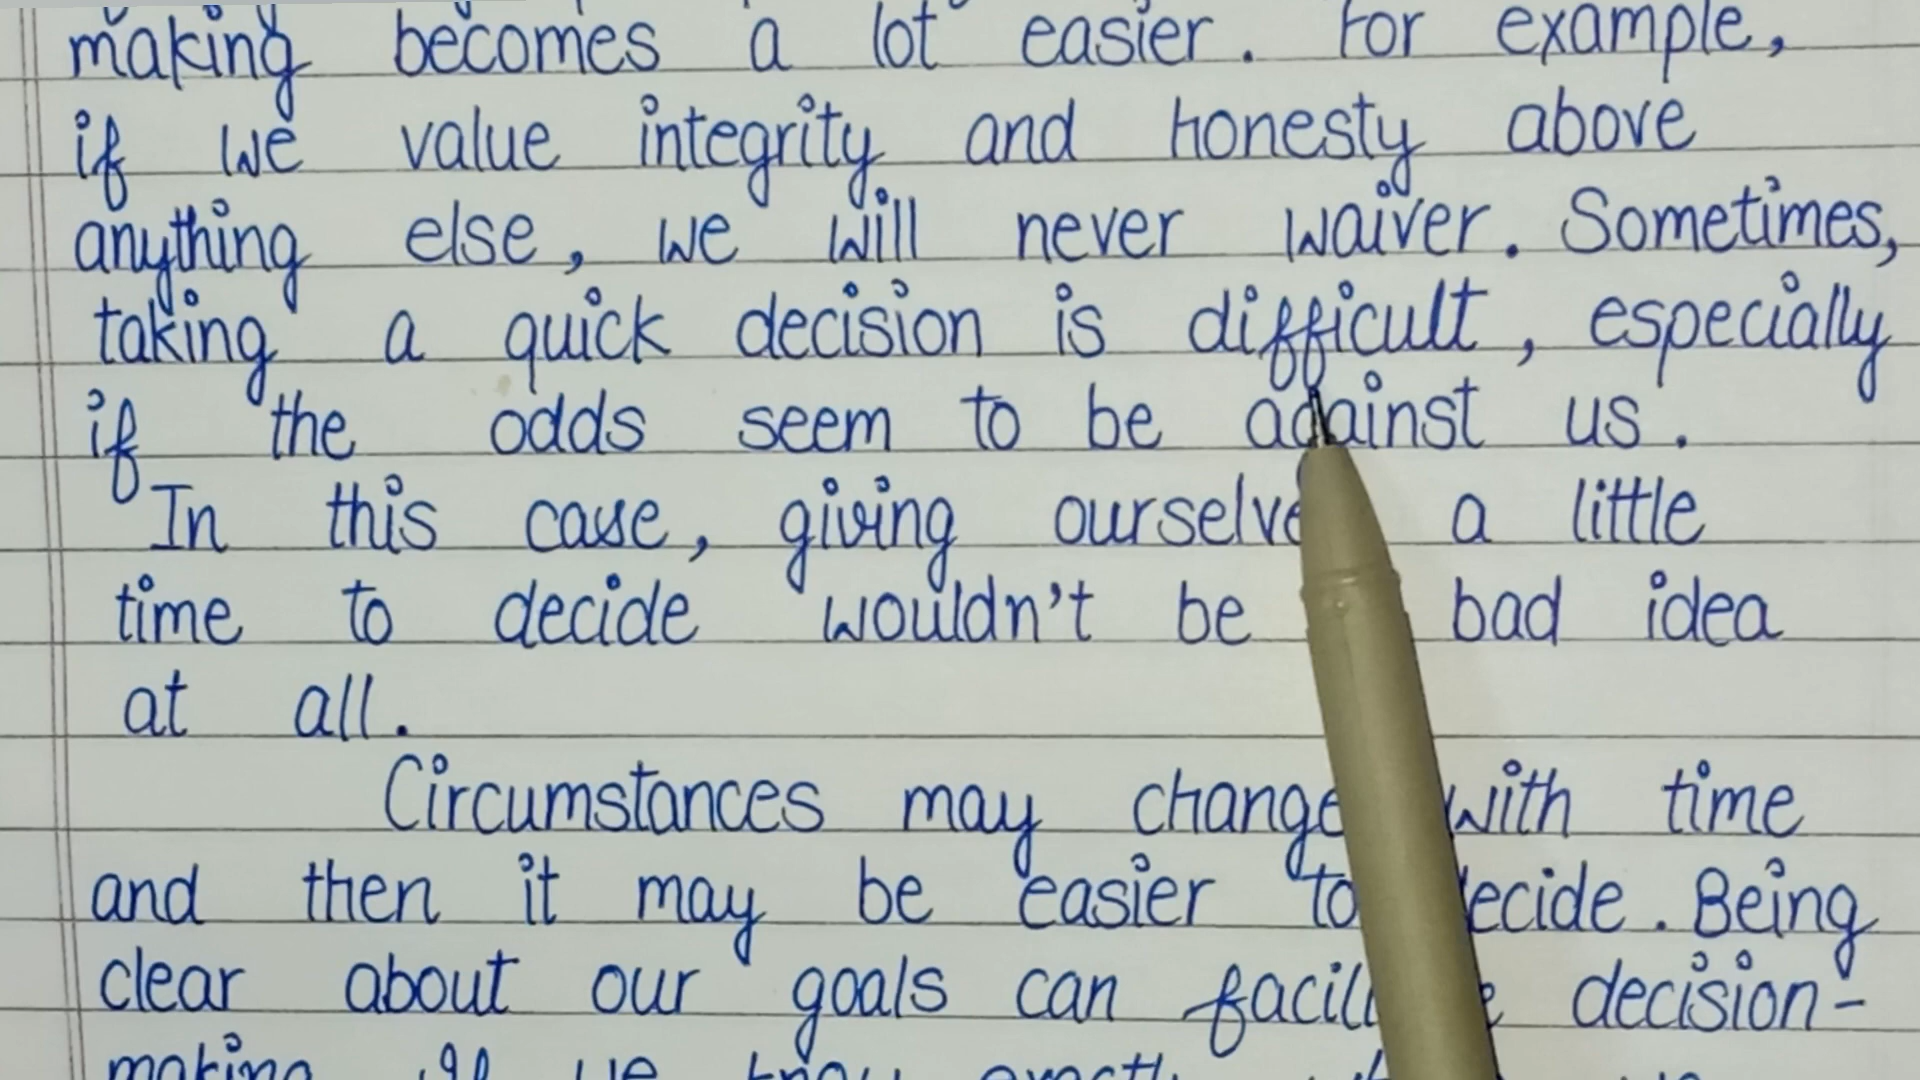 making becomes a lot easier. For example,
if we value integrity and honesty above
anything else, we will never waiver. Sometimes,
taking a quick decision is difficult, especially
if the odds seem to be against us.
In this case, giving a little
time to decide wouldn't be bad idea
at all.
Circumstances may change with time
and then it may be easier to decide. Being
clear about our goals can decision-
making